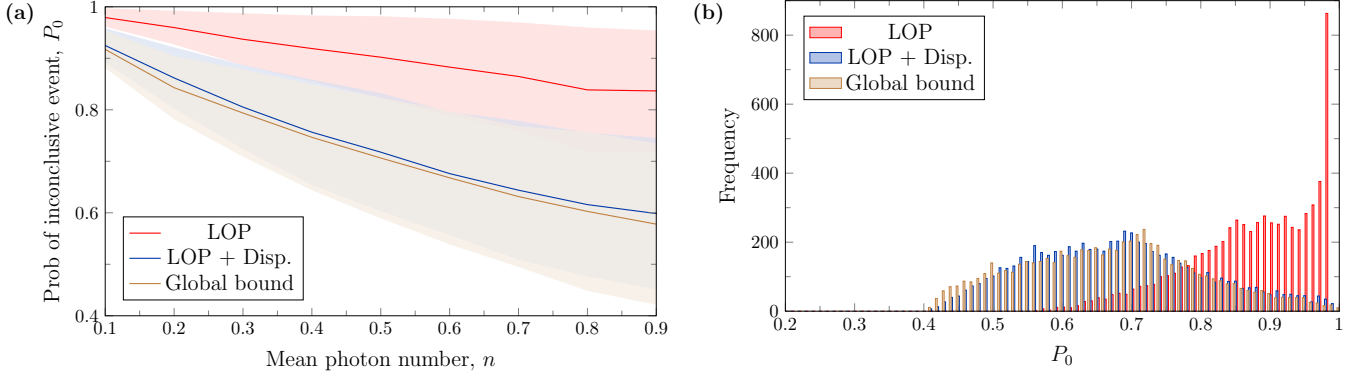 (a)
Prob of inconclusive event, P₀
1
0.8
0.6
0.4
LOP
LOP + Disp.
Global bound
0.1 0.2 0.3 0.4 0.5 0.6 0.7 0.8 0.9
Mean photon number, n
(b)
Frequency
800
600
400
200
0
LOP
LOP + Disp.
Global bound
0.2 0.3 0.4 0.5 0.6 0.7 0.8 0.9 1
P₀